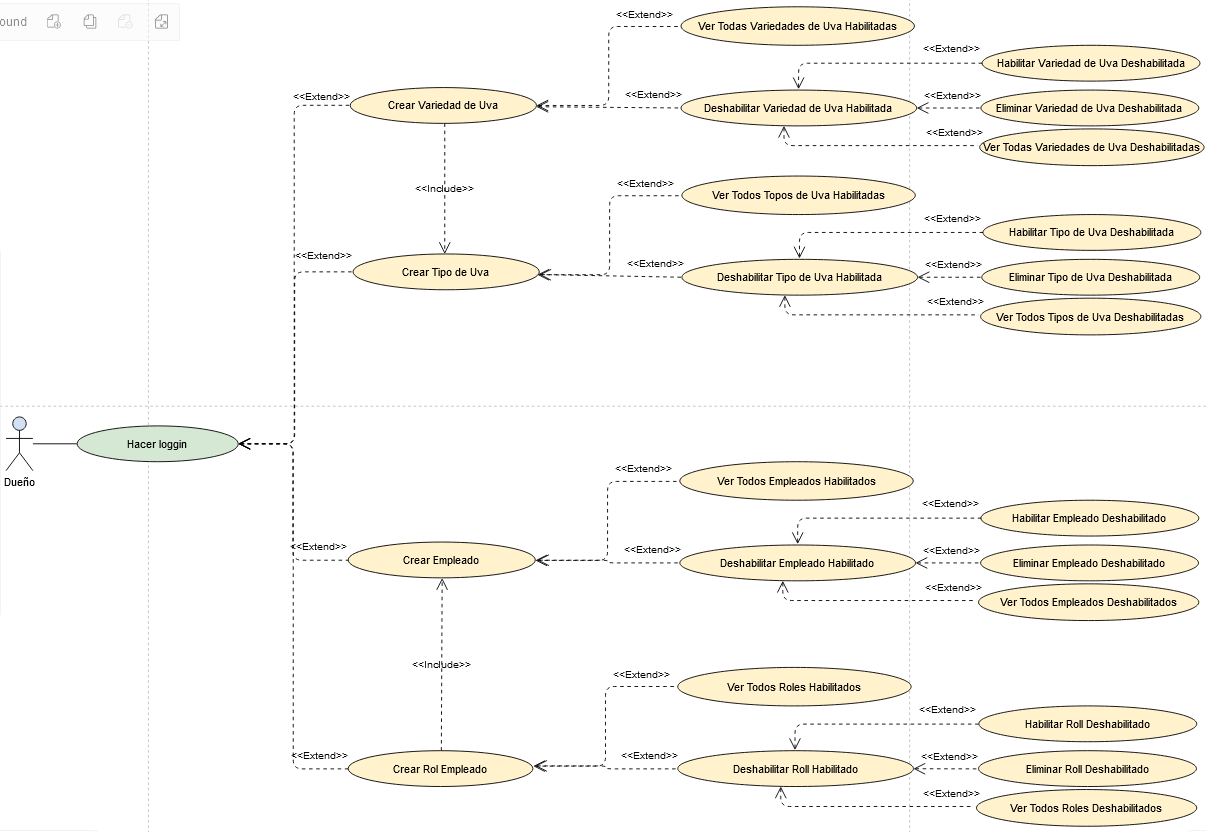 ound
<<Extend>>
Ver Todas Variedades de Uva Habilitadas
<<Extend>>
Habilitar Variedad de Uva Deshabilitada
<<Extend>>
Crear Variedad de Uva
<<Extend>>
Deshabilitar Variedad de Uva Habilitada
<<Extend>>
Eliminar Variedad de Uva Deshabilitada
<<Extend>>
Ver Todas Variedades de Uva Deshabilitadas
<<Include>>
<<Extend>>
Ver Todos Topos de Uva Habilitadas
<<Extend>>
Habilitar Tipo de Uva Deshabilitada
<<Extend>>
Crear Tipo de Uva
<<Extend>>
Deshabilitar Tipo de Uva Habilitada
<<Extend>>
Eliminar Tipo de Uva Deshabilitada
<<Extend>>
Ver Todos Tipos de Uva Deshabilitadas
Hacer loggin
Dueño
<<Extend>>
Ver Todos Empleados Habilitados
<<Extend>>
Habilitar Empleado Deshabilitado
<<Extend>>
Crear Empleado
<<Extend>>
Deshabilitar Empleado Habilitado
<<Extend>>
Eliminar Empleado Deshabilitado
<<Extend>>
Ver Todos Empleados Deshabilitados
<<Include>>
<<Extend>>
Ver Todos Roles Habilitados
<<Extend>>
Habilitar Roll Deshabilitado
<<Extend>>
Crear Rol Empleado
<<Extend>>
Deshabilitar Roll Habilitado
<<Extend>>
Eliminar Roll Deshabilitado
<<Extend>>
Ver Todos Roles Deshabilitados